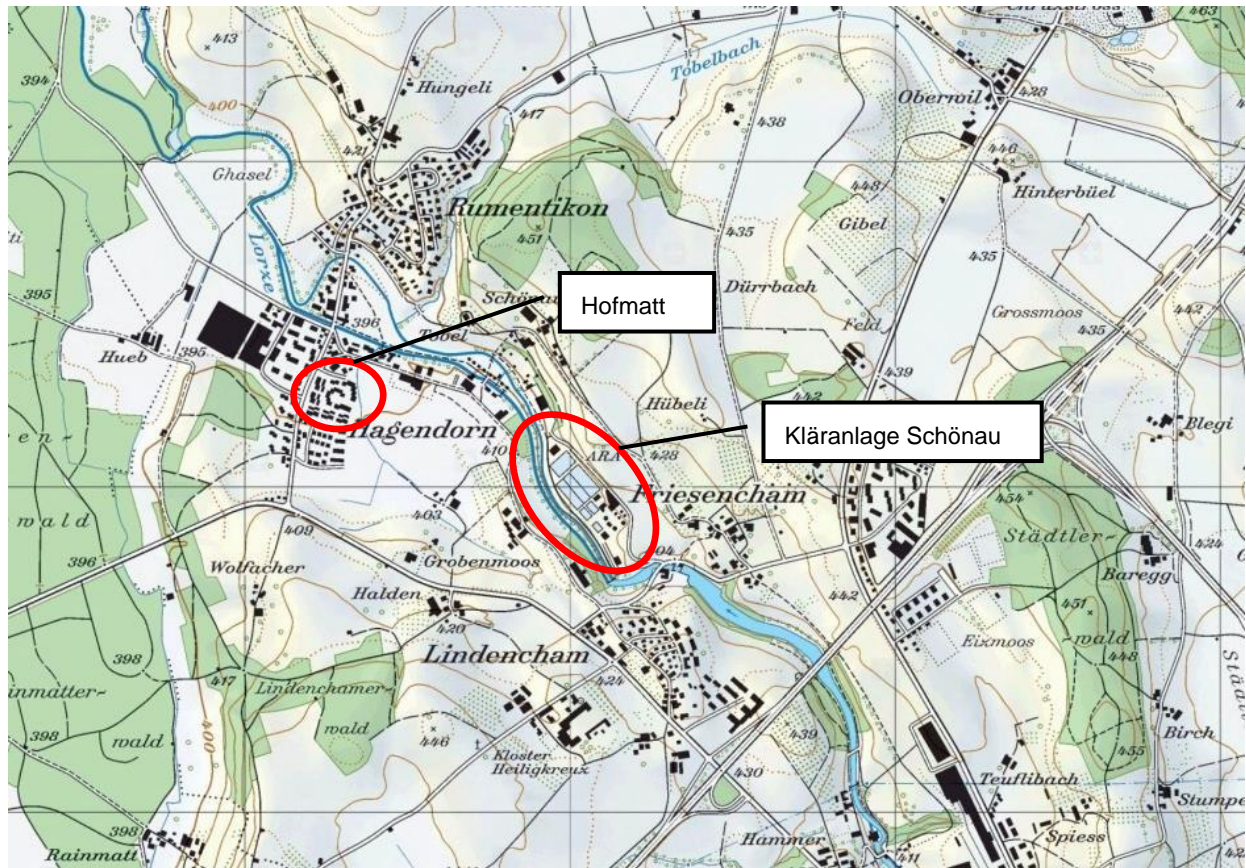 463
413
394
Hungeli
Tobelbach
Oberwil
428
400
417
438
421
446
Ghasel
Hinterbüel
Rumentikon
448
Gibel
451
435
435
Lorze
Schönau
Hofmatt
Dürrbach
Grossmoos
395
442
396
435
Tobel
Feld
Hueb
395
439
442
Hübeli
Blegi
Hagendorn
Kläranlage Schönau
410
ARA
428
Friesencham
454
wald
403
Städtler-
409
424
396
Grobenmoos
Baregg
Wolfacher
Halden
442
451
wald
420
Eixmoos
448
Lindencham
398
417
Lindenchamer-
424
wald
wald
439
455
Birch
398
446
Kloster
Heiligkreuz
400
430
Teuflibach
398
Hammer
Spiess
411
Rainmatt